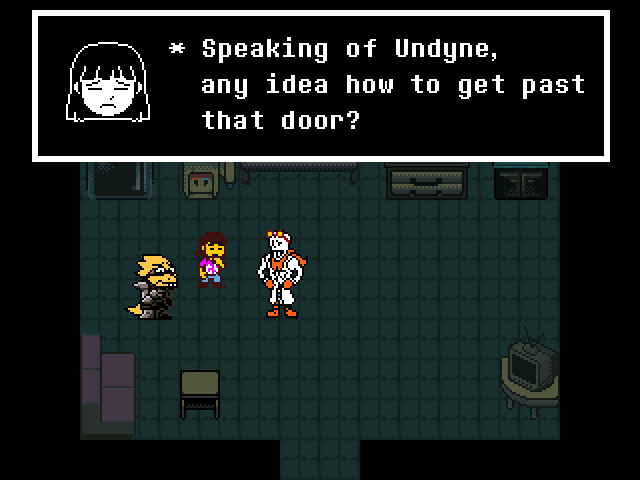 * Speaking of Undyne,
any idea how to get past
that door?